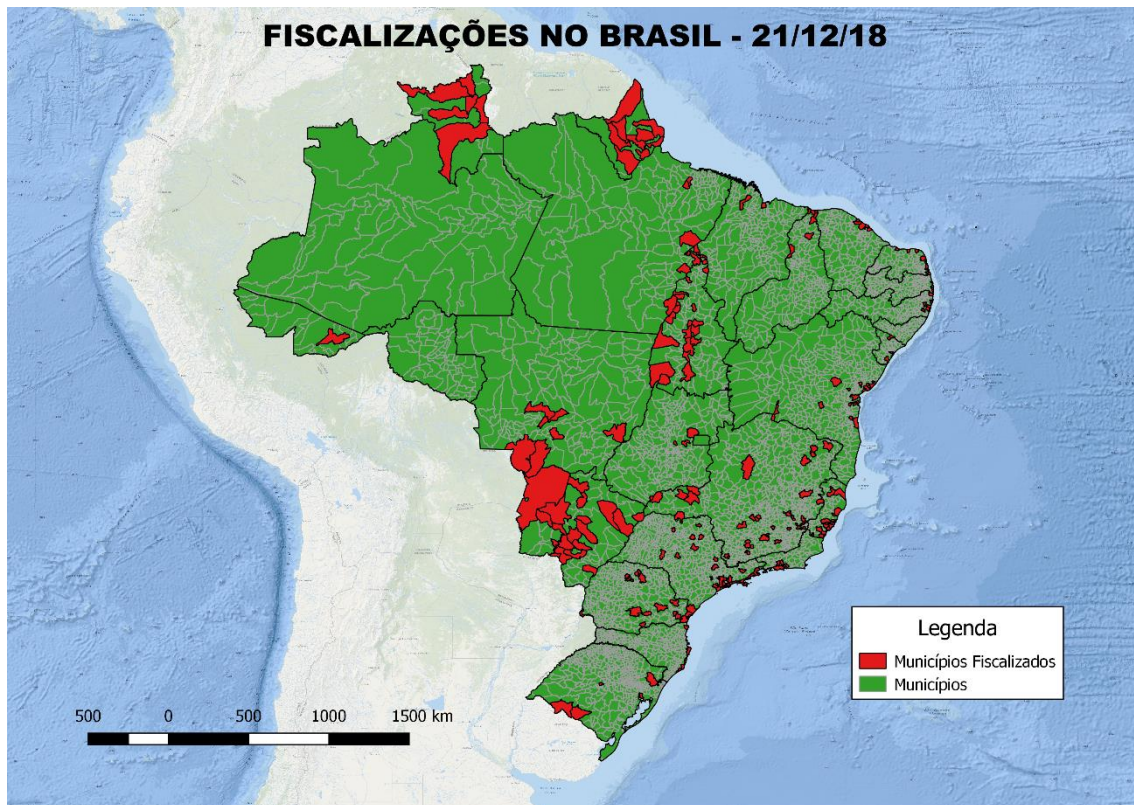 FISCALIZAÇÕES NO BRASIL - 21/12/18
Legenda
Municípios Fiscalizados
Municípios
500 0 500 1000 1500 km